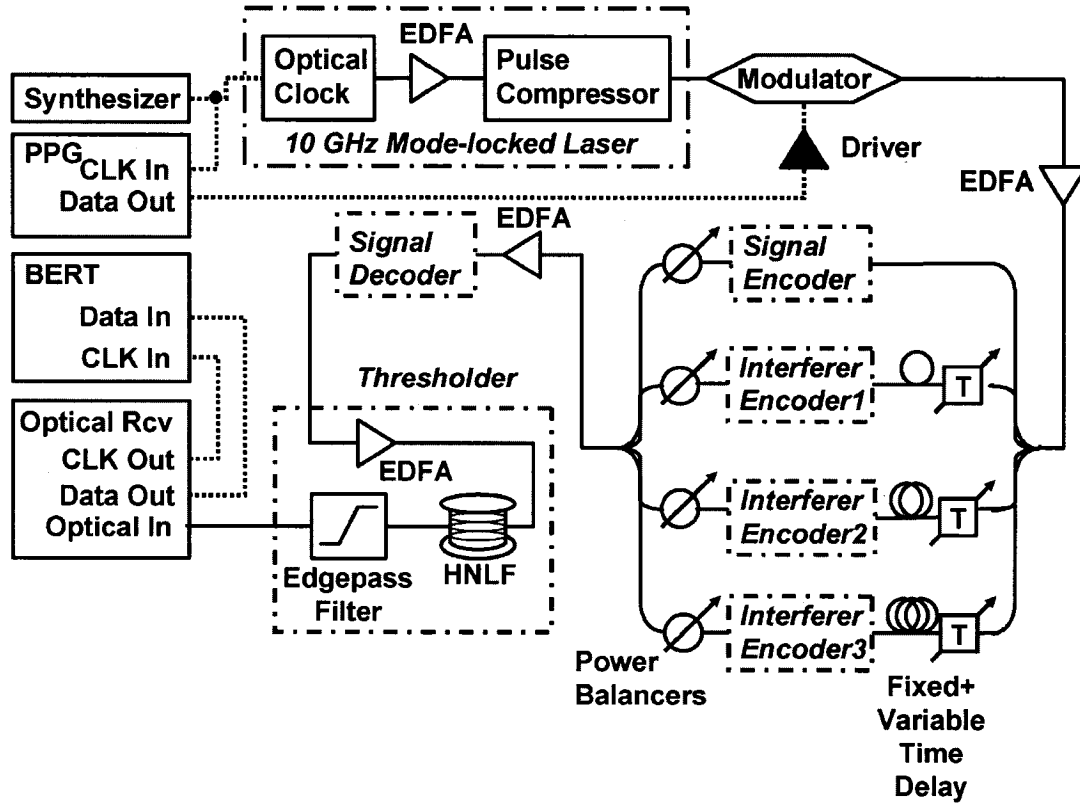 EDFA
Optical
Clock
Pulse
Compressor
10 GHz Mode-locked Laser
Modulator
Synthesizer
PPG
CLK In
Data Out
Driver
EDFA
EDFA
Signal
Decoder
Signal
Encoder
BERT
Data In
CLK In
Thresholder
Interferer
Encoder1
T
Optical Rcv
CLK Out
Data Out
Optical In
EDFA
HNLF
Edgepass
Filter
Interferer
Encoder2
T
Interferer
Encoder3
T
Power
Balancers
Fixed+
Variable
Time
Delay